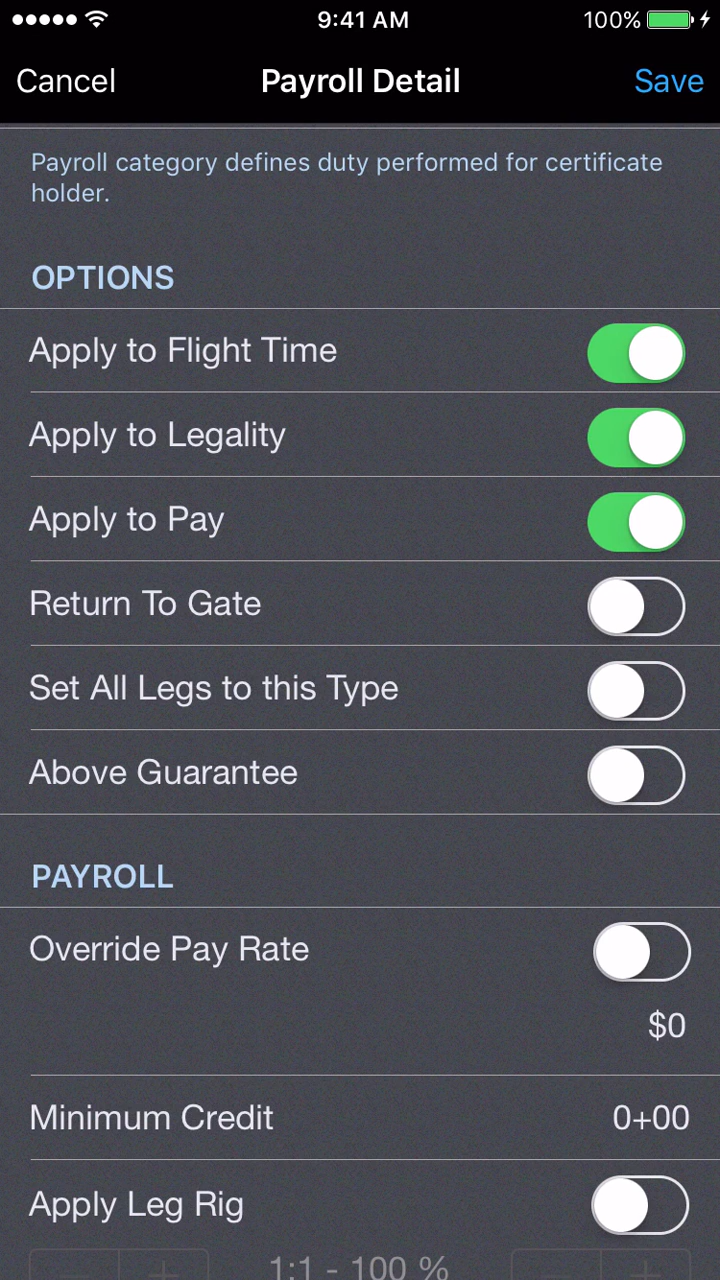 9:41 AM
100%
Cancel
Payroll Detail
Save
Payroll category defines duty performed for certificate
holder.
OPTIONS
Apply to Flight Time
Apply to Legality
Apply to Pay
Return To Gate
Set All Legs to this Type
Above Guarantee
PAYROLL
Override Pay Rate
$0
Minimum Credit
0+00
Apply Leg Rig
1:1 - 100 %